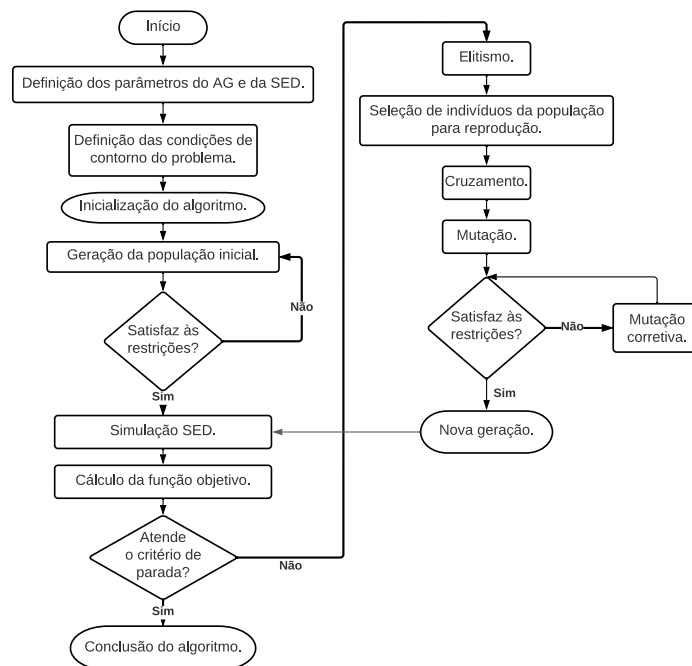 Início
Definição dos parâmetros do AG e da SED.
Definição das condições de
contorno do problema.
Inicialização do algoritmo.
Geração da população inicial.
Não
Satisfaz às
restrições?
Sim
Simulação SED.
Cálculo da função objetivo.
Atende
o critério de
parada?
Não
Sim
Conclusão do algoritmo.
Elitismo.
Seleção de indivíduos da população
para reprodução.
Cruzamento.
Mutação.
Satisfaz às
restrições?
Não
Mutação
corretiva.
Sim
Nova geração.